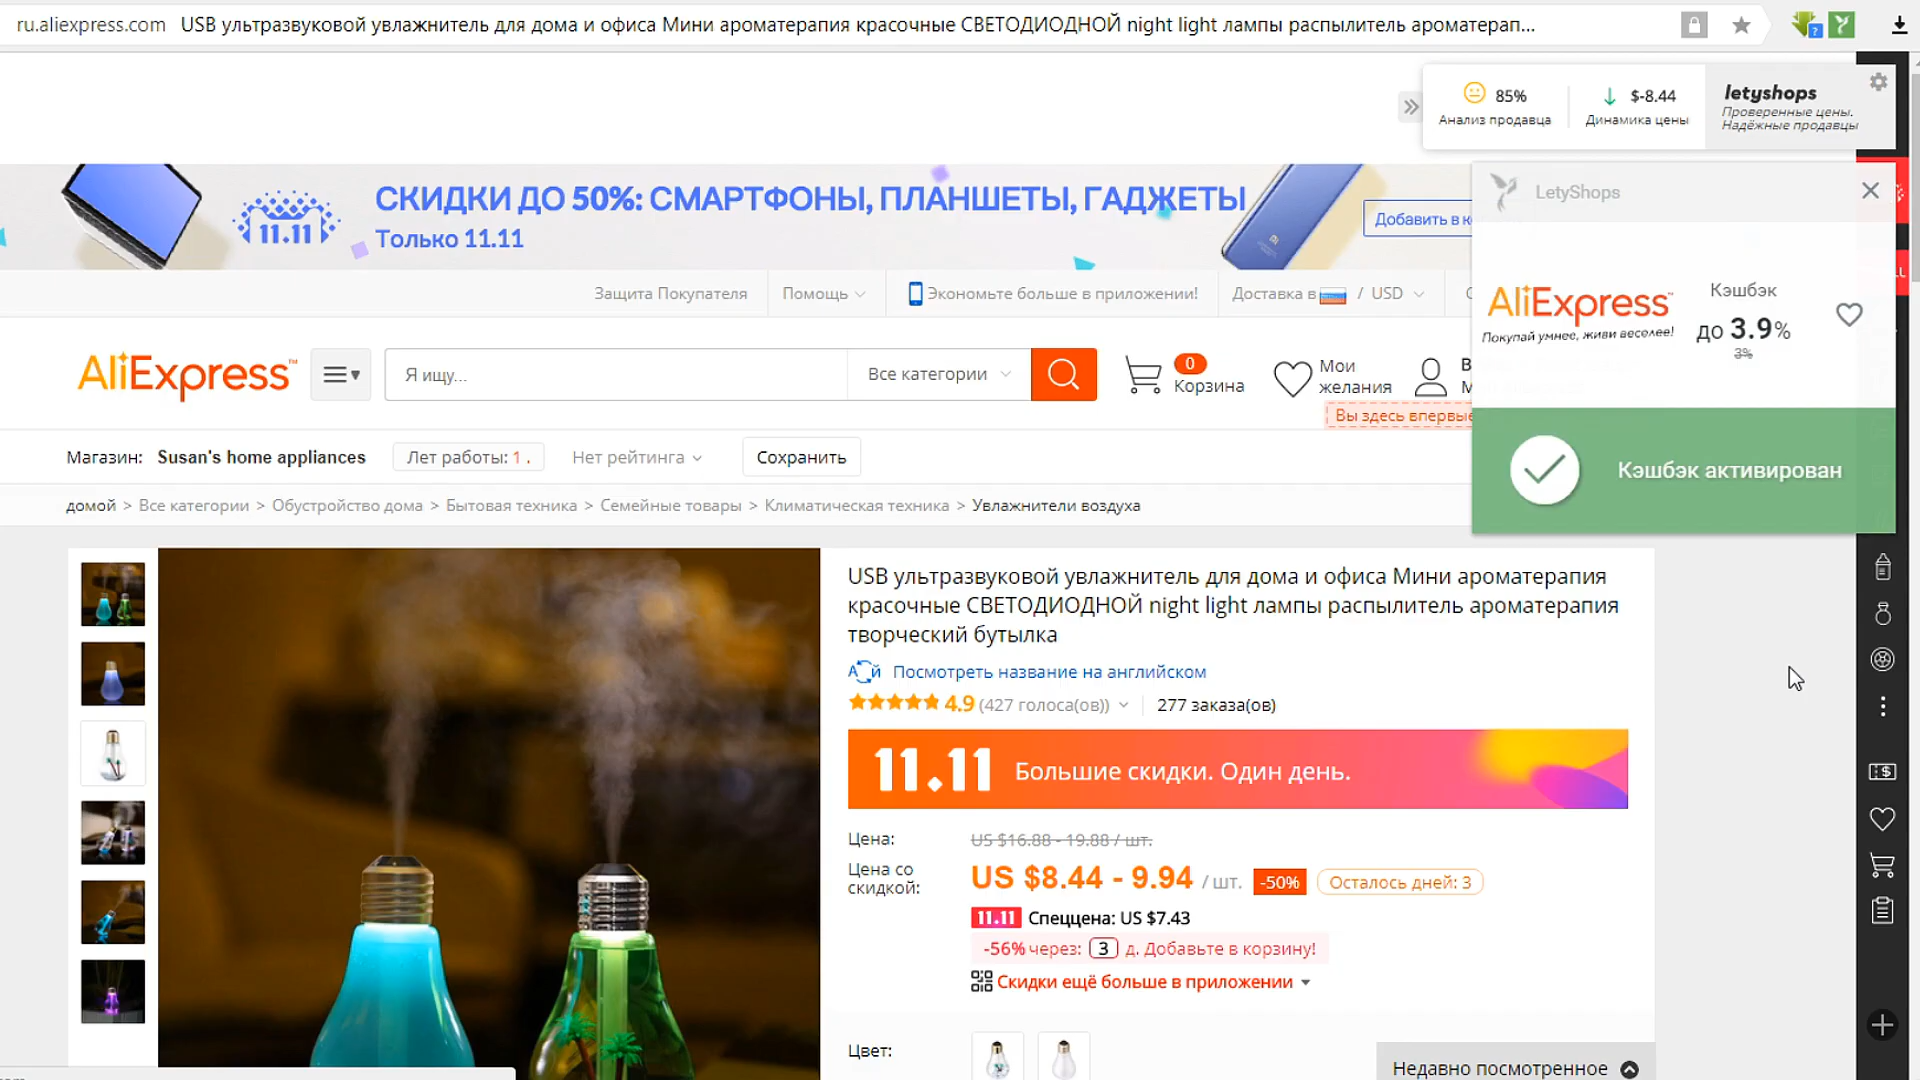 ru.aliexpress.com USB ультразвуковой увлажнитель для дома и офиса Мини ароматерапия красочные СВЕТОДИОДНОЙ night light лампы распылитель ароматерап...
85%
Анализ продавца
$-8.44
Динамика цены
letyshops
Проверенные цены.
Надёжные продавцы
СКИДКИ ДО 50%: СМАРТФОНЫ, ПЛАНШЕТЫ, ГАДЖЕТЫ
11.11
Только 11.11
Добавить в к
LetyShops
AliExpress™
Покупай умнее, живи веселее!
Кэшбэк
до 3.9%
3%
Кэшбэк активирован
Защита Покупателя
Помощь
Экономьте больше в приложении!
Доставка в / USD
AliExpress™
Я ищу...
Все категории
0
Корзина
Мои
желания
Вы здесь впервые
Магазин: Susan's home appliances
Лет работы: 1 .
Нет рейтинга
Сохранить
домой > Все категории > Обустройство дома > Бытовая техника > Семейные товары > Климатическая техника > Увлажнители воздуха
USB ультразвуковой увлажнитель для дома и офиса Мини ароматерапия
красочные СВЕТОДИОДНОЙ night light лампы распылитель ароматерапия
творческий бутылка
Посмотреть название на английском
4.9 (427 голоса(ов)) 277 заказа(ов)
11.11 Большие скидки. Один день.
Цена: US $16.88 - 19.88 / шт.
Цена со
скидкой:
US $8.44 - 9.94 / шт. -50% Осталось дней: 3
11.11 Спеццена: US $7.43
-56% через: 3 д. Добавьте в корзину!
Скидки ещё больше в приложении
Цвет:
Недавно посмотренное